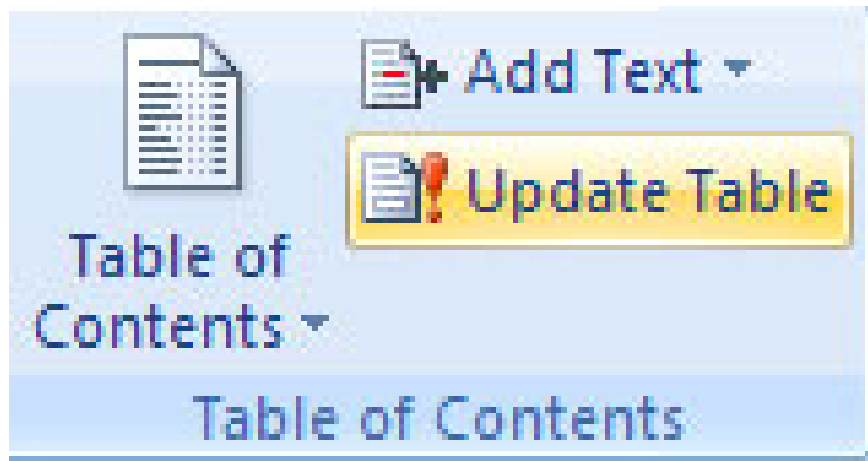 Add Text
Update Table
Table of
Contents
Table of Contents